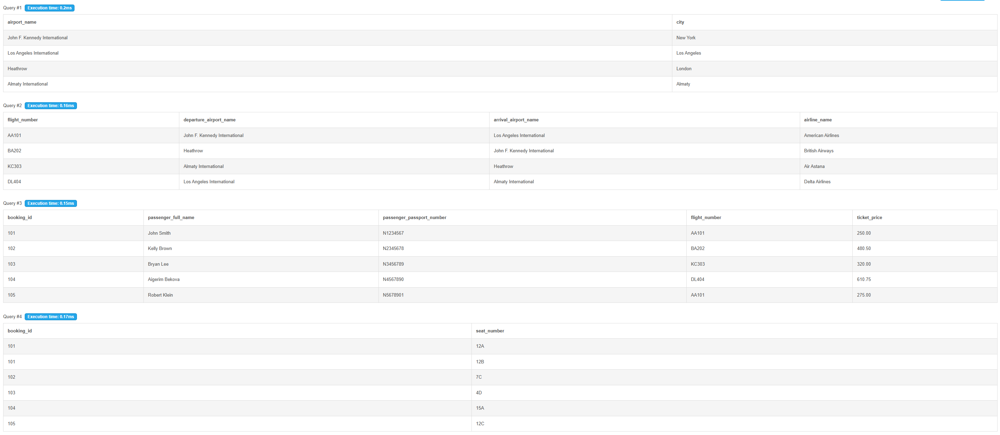 Query #1 Execution time: 0.2ms
airport_name city
John F. Kennedy International New York
Los Angeles International Los Angeles
Heathrow London
Almaty International Almaty
Query #2 Execution time: 0.16ms
flight_number departure_airport_name arrival_airport_name airline_name
AA101 John F. Kennedy International Los Angeles International American Airlines
BA202 Heathrow John F. Kennedy International British Airways
KC303 Almaty International Heathrow Air Astana
DL404 Los Angeles International Almaty International Delta Airlines
Query #3 Execution time: 0.15ms
booking_id passenger_full_name passenger_passport_number flight_number ticket_price
101 John Smith N1234567 AA101 250.00
102 Kelly Brown N2345678 BA202 480.50
103 Bryan Lee N3456789 KC303 320.00
104 Aigerim Bekova N4567890 DL404 610.75
105 Robert Klein N5678901 AA101 275.00
Query #4 Execution time: 0.17ms
booking_id seat_number
101 12A
101 12B
102 7C
103 4D
104 15A
105 12C